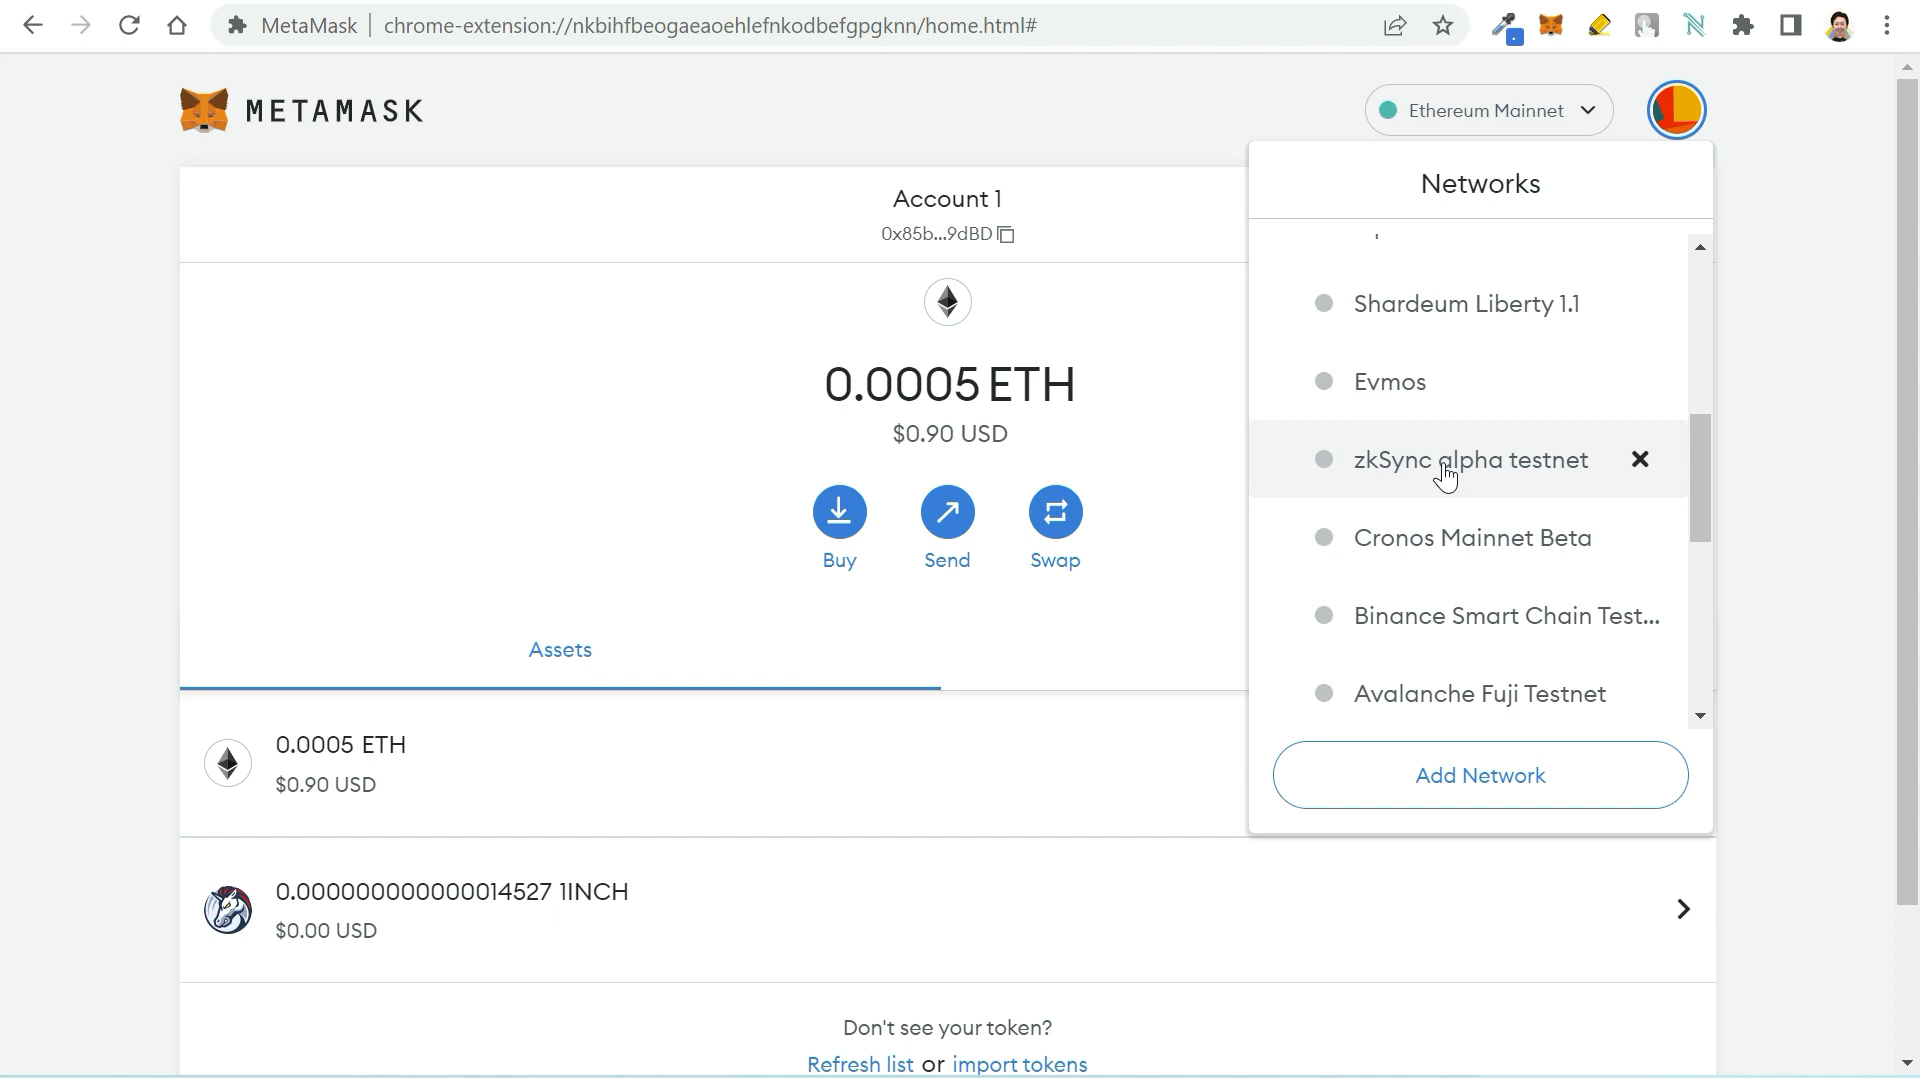 MetaMask
chrome-extension://nkbihfbeogaeaoehlefnkodbefgpgknn/home.html#
METAMASK
Ethereum Mainnet
Account 1
0x85b...9dBD
0.0005 ETH
$0.90 USD
Buy
Send
Swap
Assets
0.0005 ETH
$0.90 USD
0.000000000000014527 1INCH
$0.00 USD
Don't see your token?
Refresh list or import tokens
Networks
Shardeum Liberty 1.1
Evmos
zkSync alpha testnet
Cronos Mainnet Beta
Binance Smart Chain Test...
Avalanche Fuji Testnet
Add Network